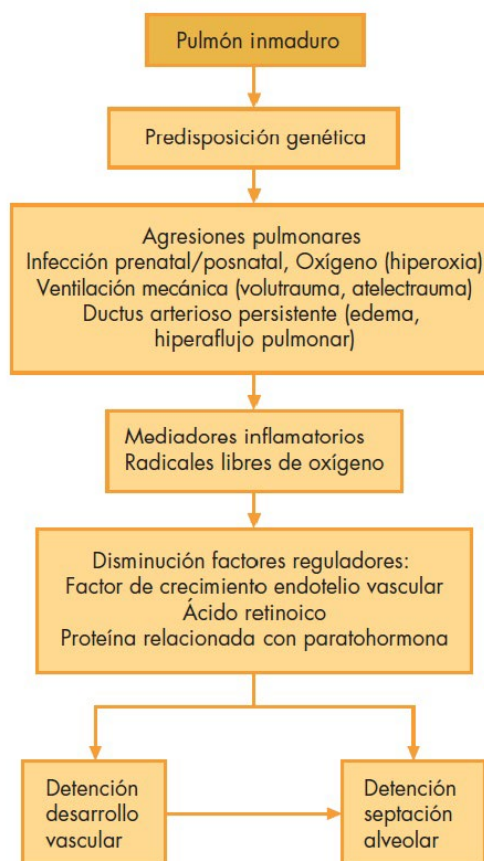 Pulmón inmaduro
Predisposición genética
Agresiones pulmonares
Infección prenatal/posnatal, Oxígeno (hiperoxia)
Ventilación mecánica (volutrauma, atelectrauma)
Ductus arterioso persistente (edema,
hiperaflujo pulmonar)
Mediadores inflamatorios
Radicales libres de oxígeno
Disminución factores reguladores:
Factor de crecimiento endotelio vascular
Ácido retinoico
Proteína relacionada con paratohormona
Detención
desarrollo
vascular
Detención
septación
alveolar